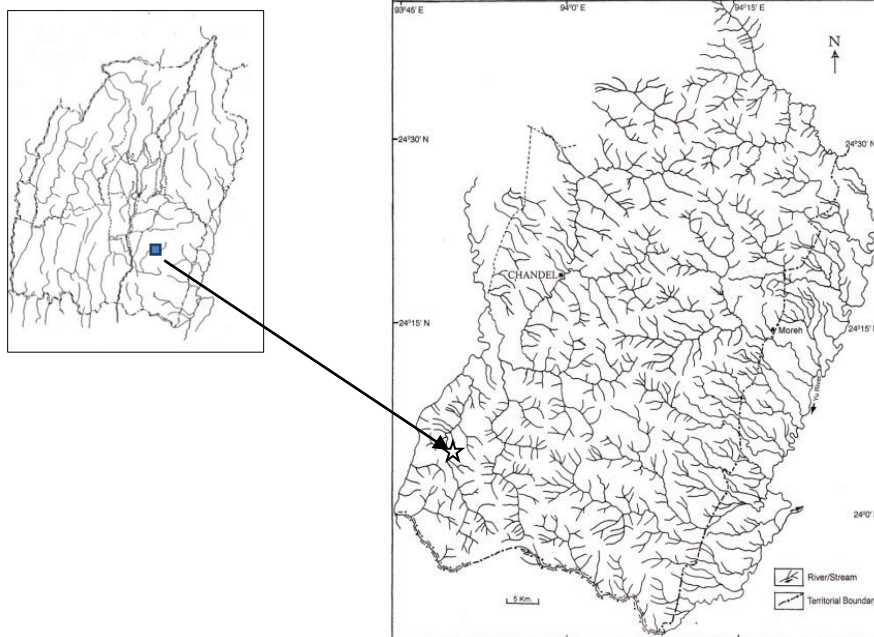 93°45' E
94°0' E
94°15' E
N
24°30' N
24°30' N
CHANDEL
24°15' N
24°15' N
Moreh
Yu River
24°0' N
River/Stream
Territorial Boundary
5 Km.